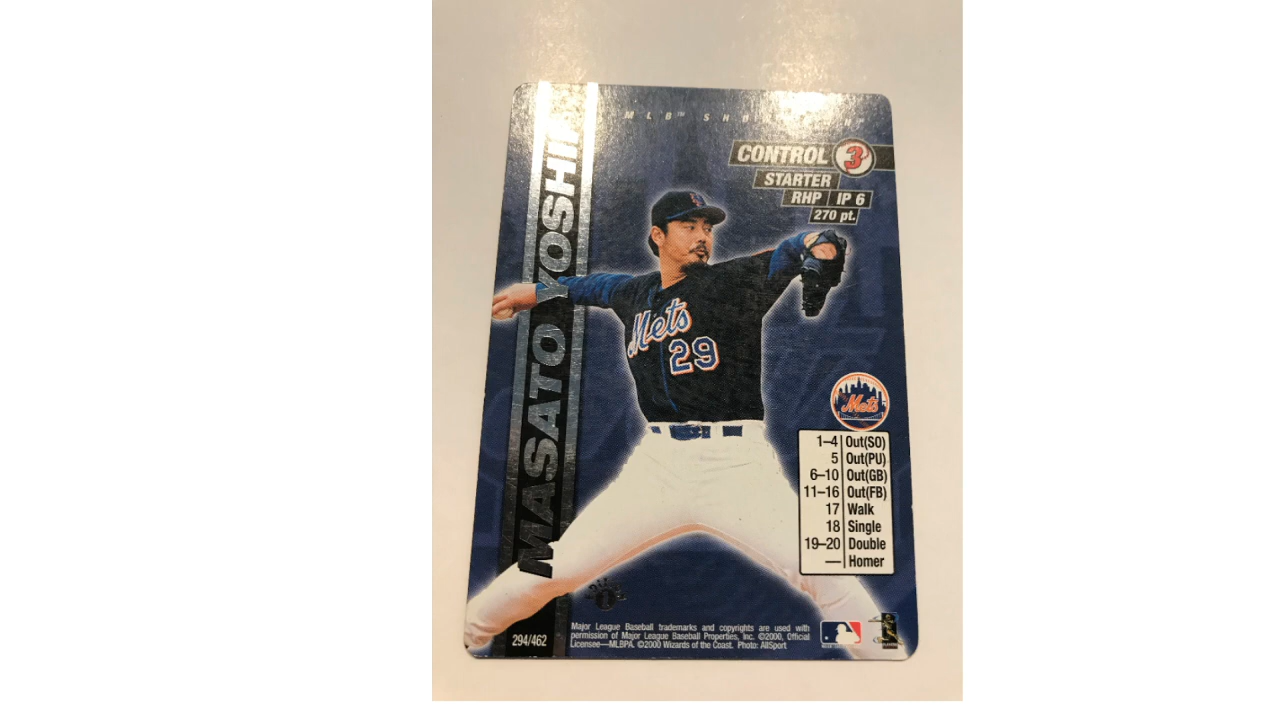 MLB™ SHOWDOWN™
CONTROL 3
STARTER
RHP IP 6
270 pt.
MASATO YOSHII
Mets
29
Mets
1–4 Out(SO)
5 Out(PU)
6–10 Out(GB)
11–16 Out(FB)
17 Walk
18 Single
19–20 Double
— Homer
1
294/462
Major League Baseball trademarks and copyrights are used with
permission of Major League Baseball Properties, Inc. ©2000, Official
Licensee—MLBPA. ©2000 Wizards of the Coast. Photo: AllSport